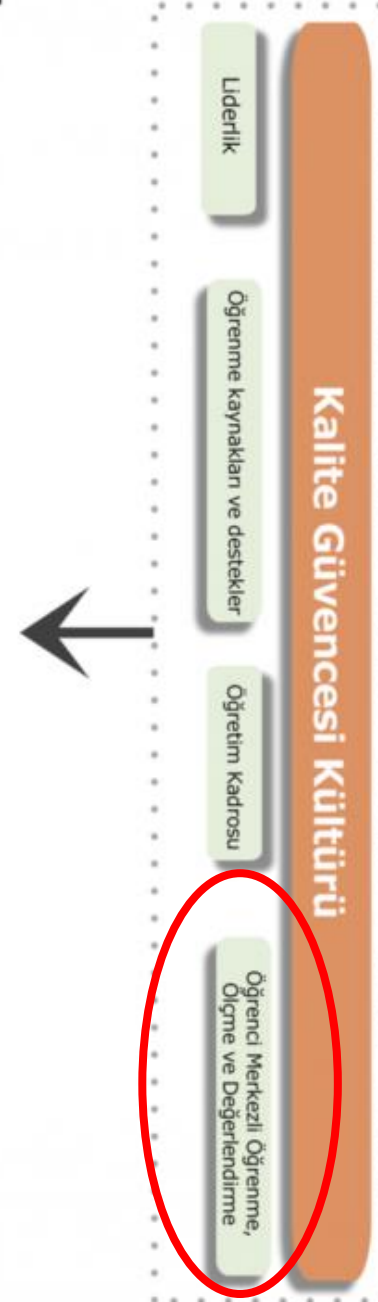 Kalite Güvencesi Kültürü
Liderlik
Öğrenme kaynakları ve destekler
Öğretim Kadrosu
Öğrenci Merkezli Öğrenme,
Ölçme ve Değerlendirme